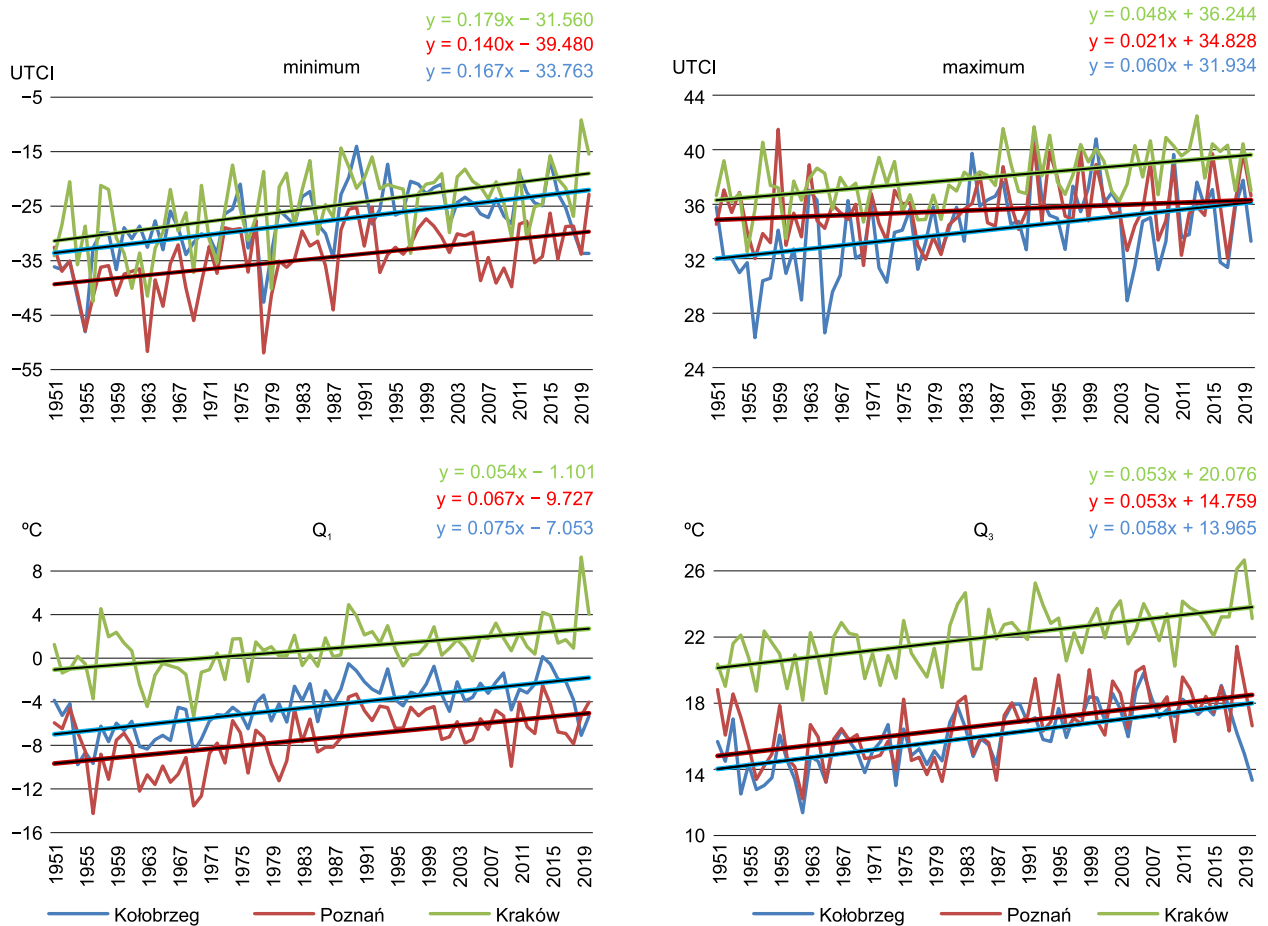 y = 0.179x − 31.560
y = 0.140x − 39.480
y = 0.167x − 33.763
UTCI
minimum
−5
−15
−25
−35
−45
−55
1951 1955 1959 1963 1967 1971 1975 1979 1983 1987 1991 1995 1999 2003 2007 2011 2015 2019
y = 0.048x + 36.244
y = 0.021x + 34.828
y = 0.060x + 31.934
UTCI
maximum
44
40
36
32
28
24
1951 1955 1959 1963 1967 1971 1975 1979 1983 1987 1991 1995 1999 2003 2007 2011 2015 2019
y = 0.054x − 1.101
y = 0.067x − 9.727
y = 0.075x − 7.053
ºC
Q₁
8
4
0
−4
−8
−12
−16
1951 1955 1959 1963 1967 1971 1975 1979 1983 1987 1991 1995 1999 2003 2007 2011 2015 2019
y = 0.053x + 20.076
y = 0.053x + 14.759
y = 0.058x + 13.965
ºC
Q₃
26
22
18
14
10
1951 1955 1959 1963 1967 1971 1975 1979 1983 1987 1991 1995 1999 2003 2007 2011 2015 2019
Kołobrzeg Poznań Kraków
Kołobrzeg Poznań Kraków